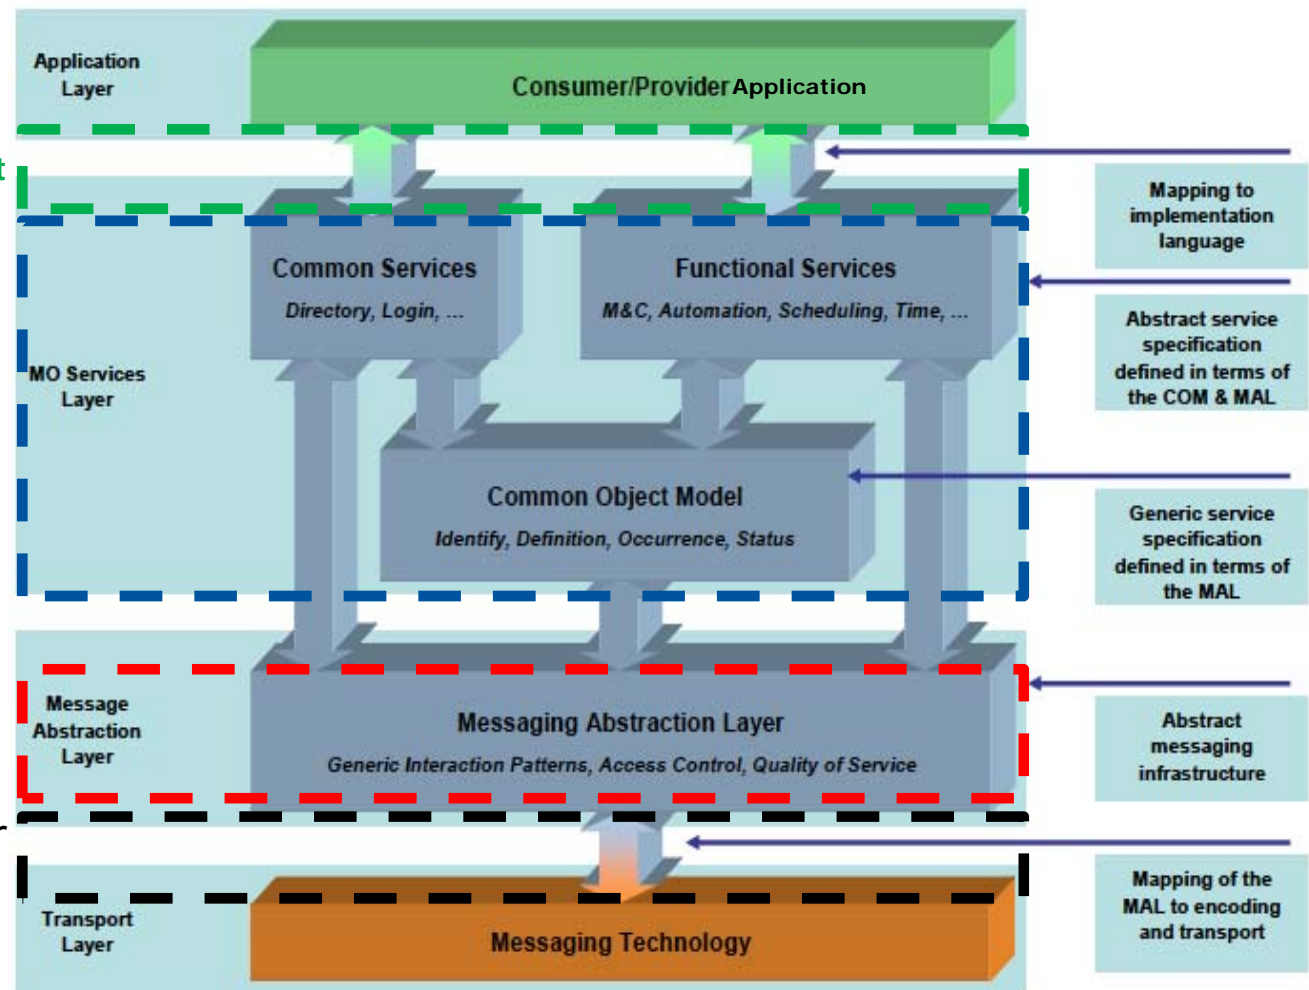 Application
Layer
Consumer/Provider Application
t
Mapping to
implementation
language
Common Services
Directory, Login, ...
Functional Services
M&C, Automation, Scheduling, Time, ...
Abstract service
specification
defined in terms of
the COM & MAL
MO Services
Layer
Common Object Model
Identify, Definition, Occurrence, Status
Generic service
specification
defined in terms of
the MAL
Message
Abstraction
Layer
Messaging Abstraction Layer
Generic Interaction Patterns, Access Control, Quality of Service
Abstract
messaging
infrastructure
Mapping of the
MAL to encoding
and transport
Transport
Layer
Messaging Technology